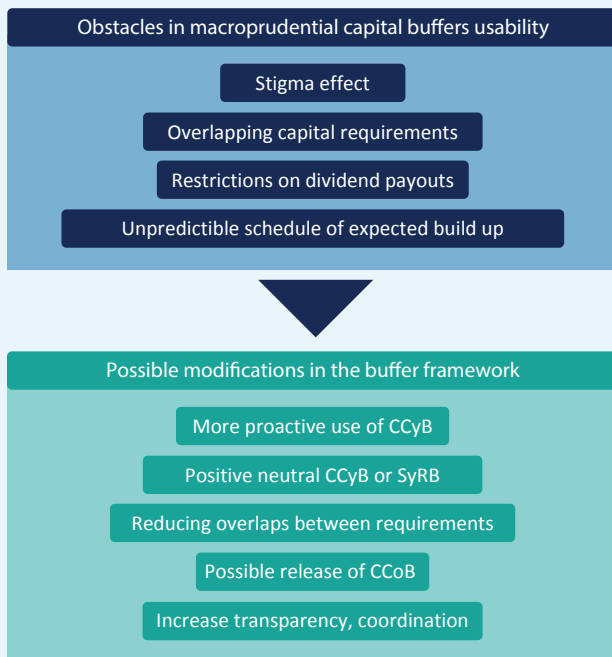 Obstacles in macroprudential capital buffers usability
Stigma effect
Overlapping capital requirements
Restrictions on dividend payouts
Unpredictible schedule of expected build up
Possible modifications in the buffer framework
More proactive use of CCyB
Positive neutral CCyB or SyRB
Reducing overlaps between requirements
Possible release of CCoB
Increase transparency, coordination